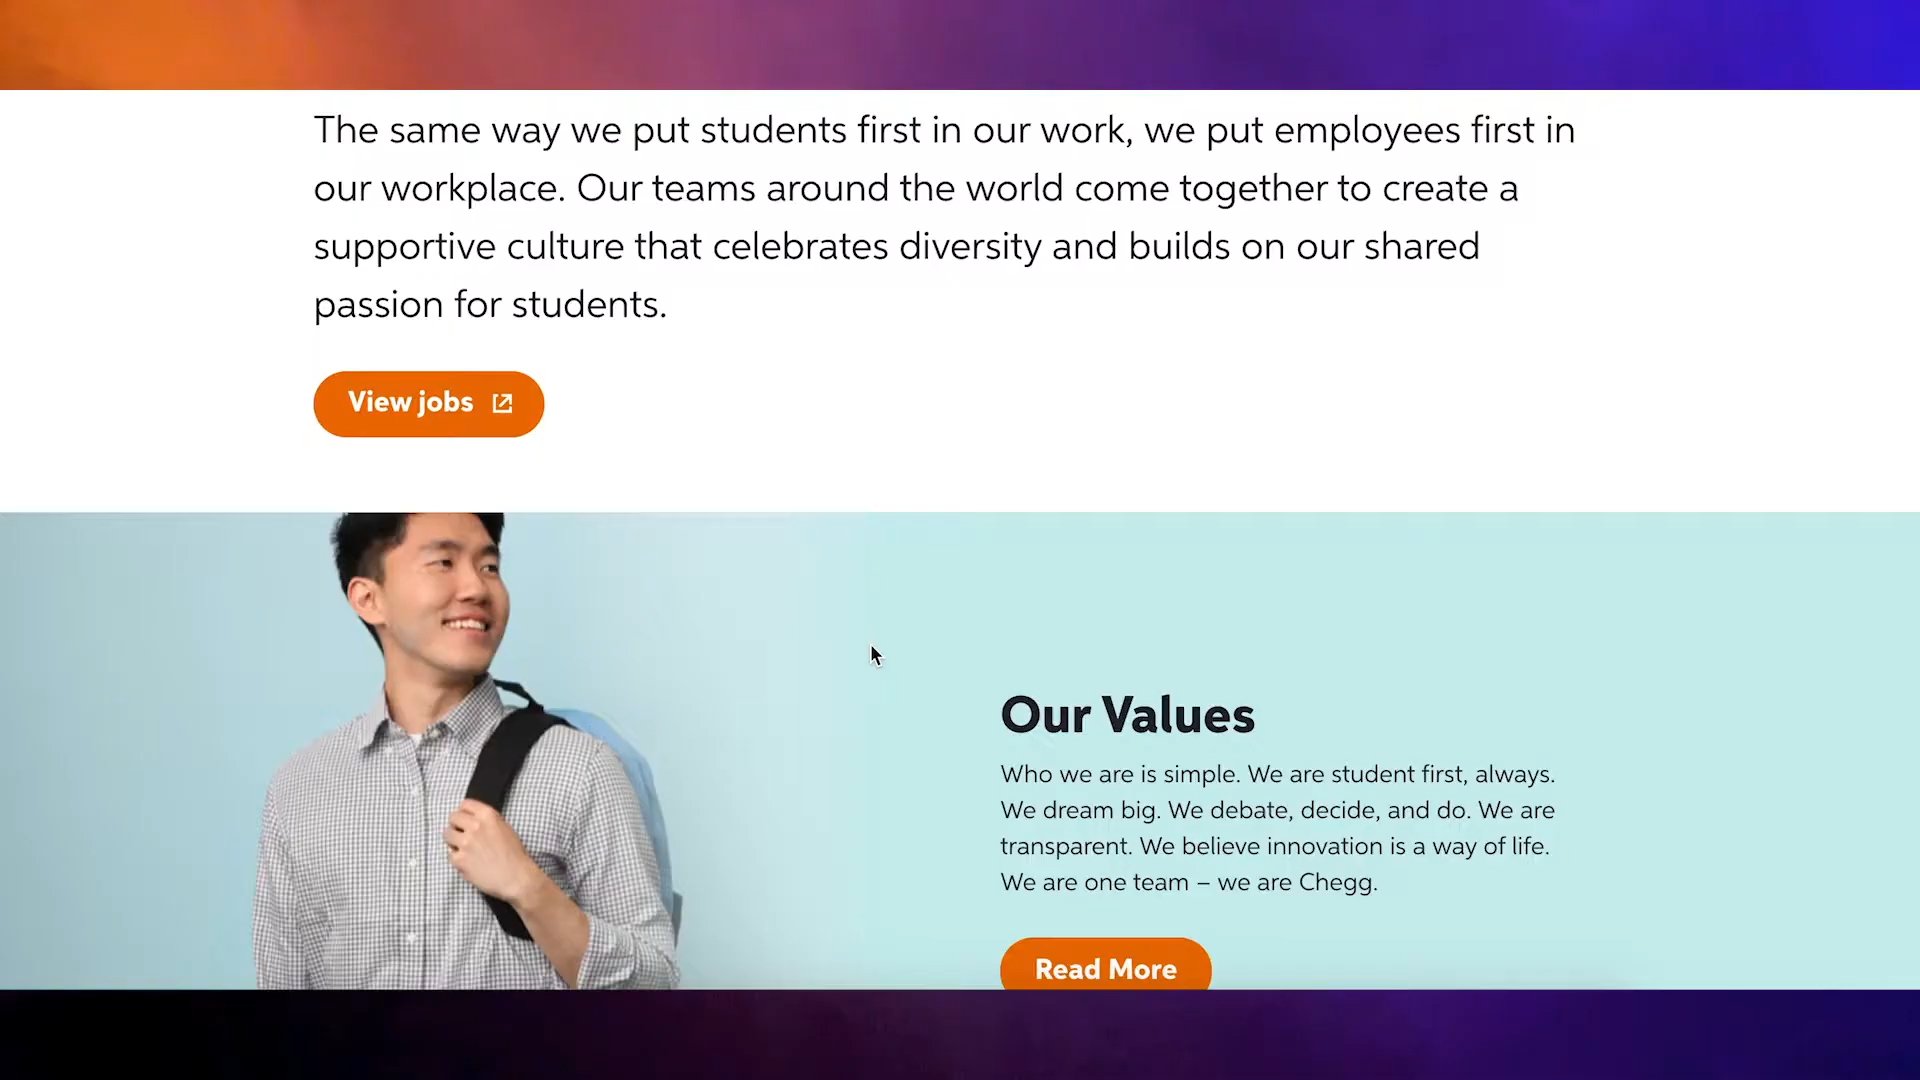 The same way we put students first in our work, we put employees first in
our workplace. Our teams around the world come together to create a
supportive culture that celebrates diversity and builds on our shared
passion for students.
View jobs
Our Values
Who we are is simple. We are student first, always.
We dream big. We debate, decide, and do. We are
transparent. We believe innovation is a way of life.
We are one team – we are Chegg.
Read More